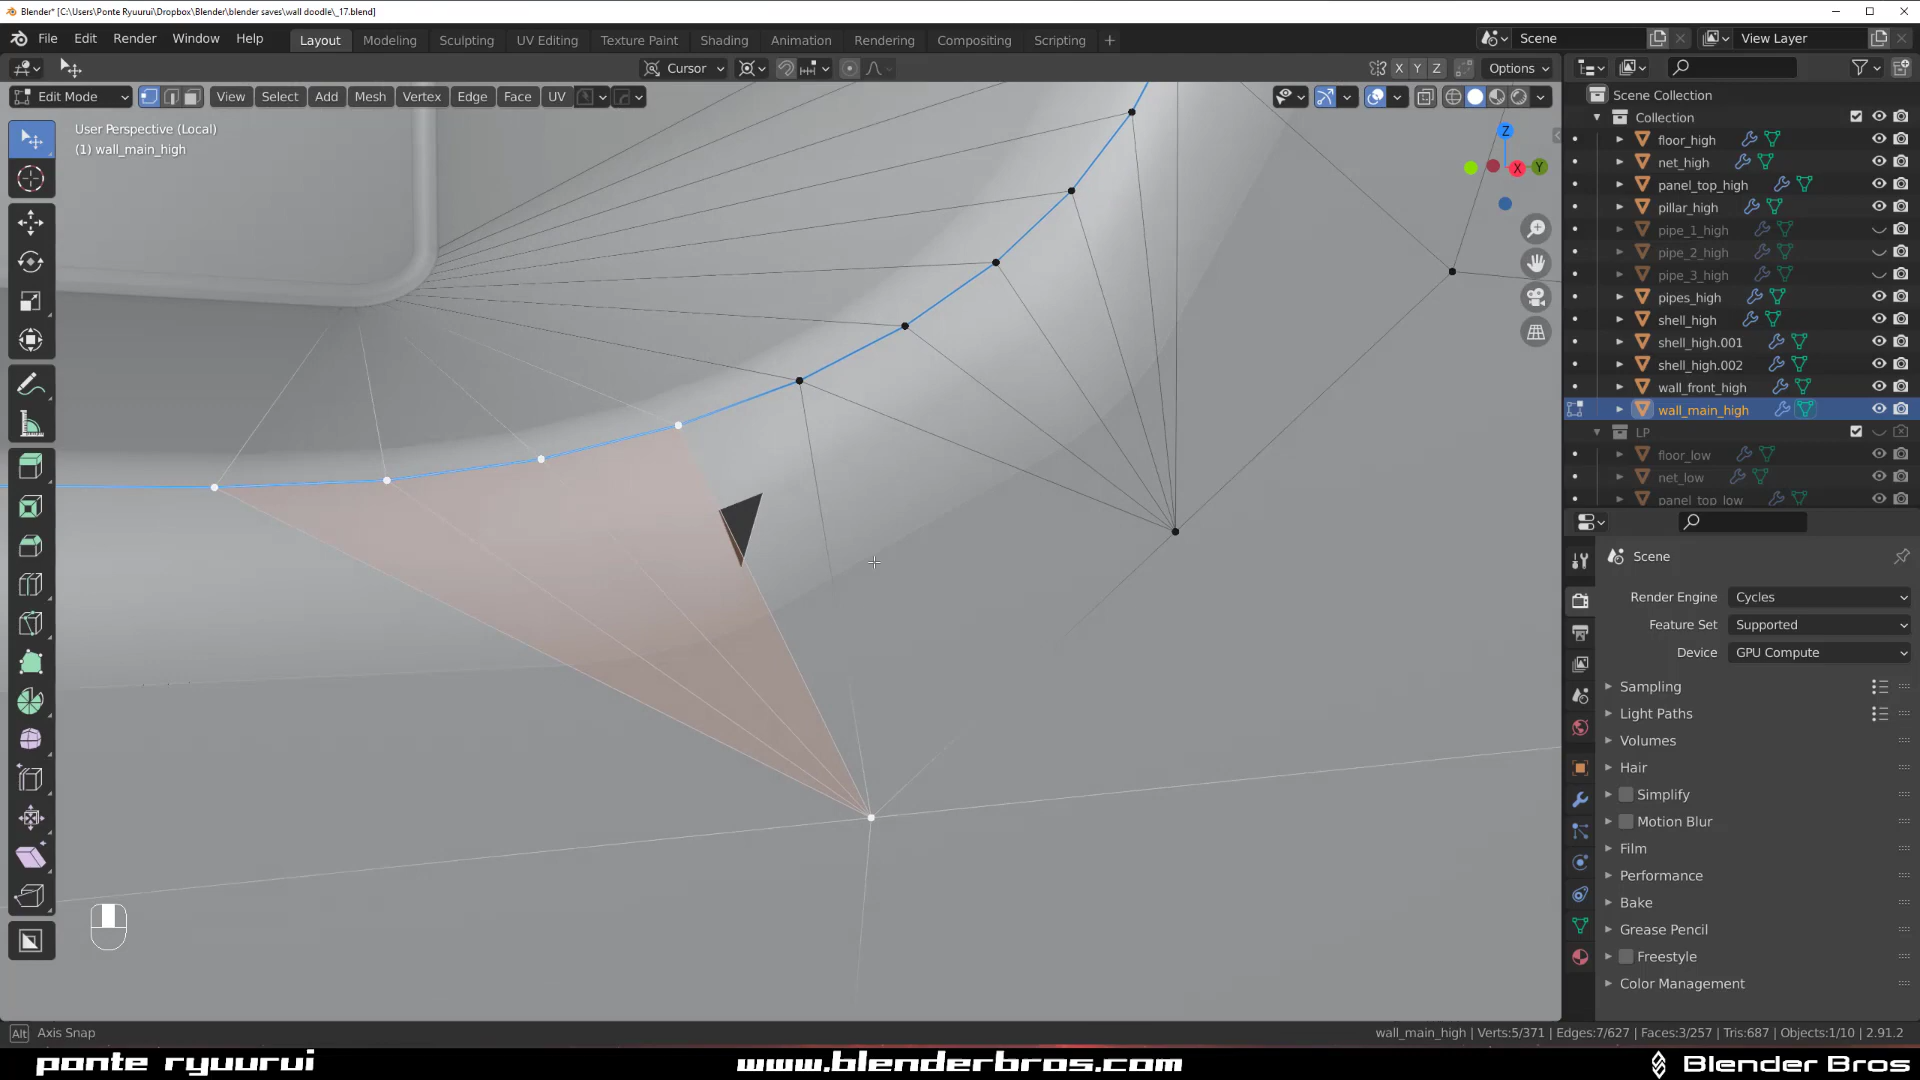 Blender* [C:\Users\Ponte Ryuurui\Dropbox\Blender\blender saves\wall doodle\_17.blend]
File Edit Render Window Help Layout Modeling Sculpting UV Editing Texture Paint Shading Animation Rendering Compositing Scripting + Scene View Layer
Cursor X Y Z Options
Edit Mode View Select Add Mesh Vertex Edge Face UV
User Perspective (Local)
(1) wall_main_high
Z
X Y
Scene Collection
Collection
floor_high
net_high
panel_top_high
pillar_high
pipe_1_high
pipe_2_high
pipe_3_high
pipes_high
shell_high
shell_high.001
shell_high.002
wall_front_high
wall_main_high
LP
floor_low
net_low
panel_top_low
Scene
Render Engine Cycles
Feature Set Supported
Device GPU Compute
Sampling
Light Paths
Volumes
Hair
Simplify
Motion Blur
Film
Performance
Bake
Grease Pencil
Freestyle
Color Management
Alt Axis Snap
wall_main_high | Verts:5/371 | Edges:7/627 | Faces:3/257 | Tris:687 | Objects:1/10 | 2.91.2
ponte ryuurui www.blenderbros.com Blender Bros